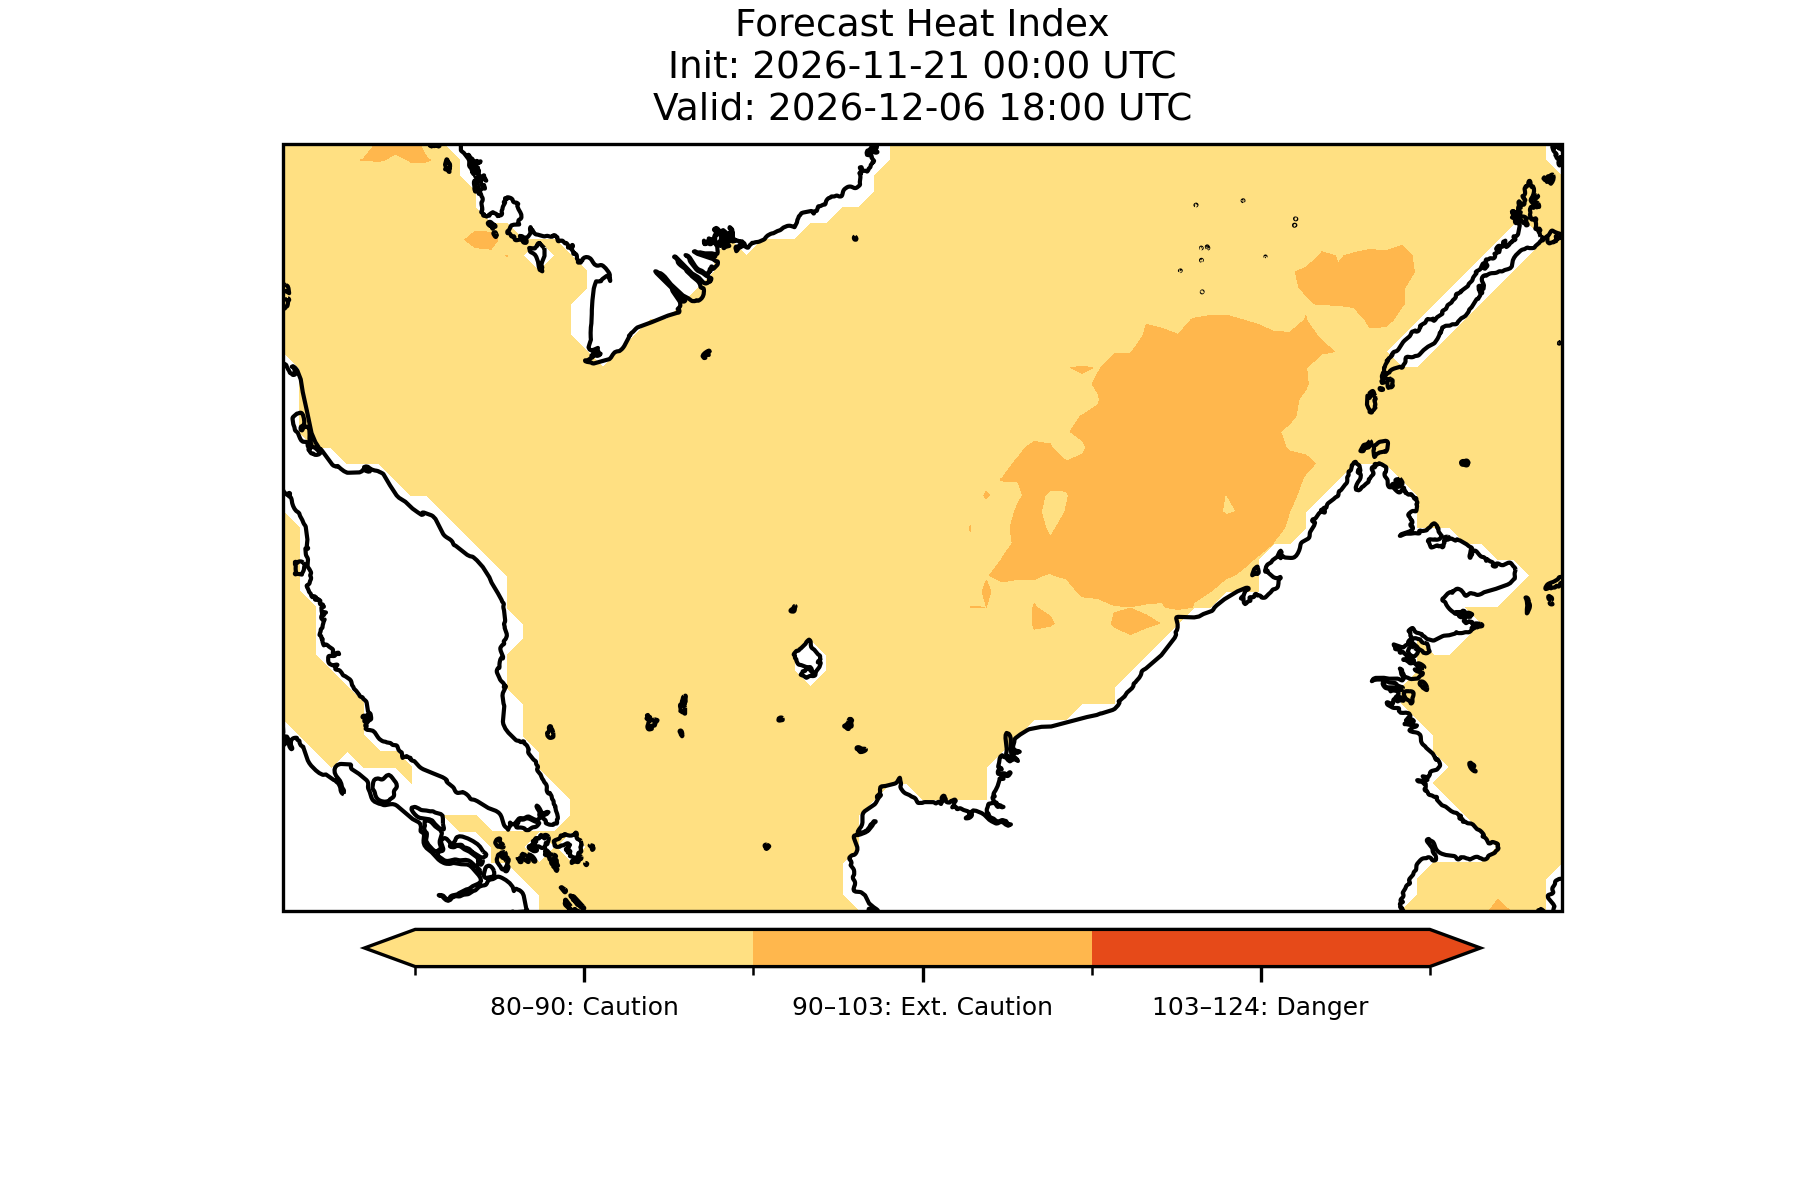 Forecast Heat Index
Init: 2026-11-21 00:00 UTC
Valid: 2026-12-06 18:00 UTC
80–90: Caution
90–103: Ext. Caution
103–124: Danger